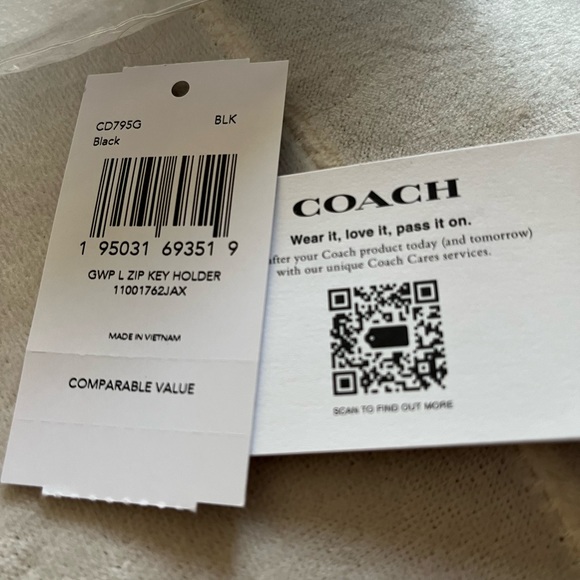 CD795G BLK
Black
1 95031 69351 9
GWP L ZIP KEY HOLDER
11001762JAX
MADE IN VIETNAM
COMPARABLE VALUE
COACH
Wear it, love it, pass it on.
after your Coach product today (and tomorrow)
with our unique Coach Cares services.
SCAN TO FIND OUT MORE